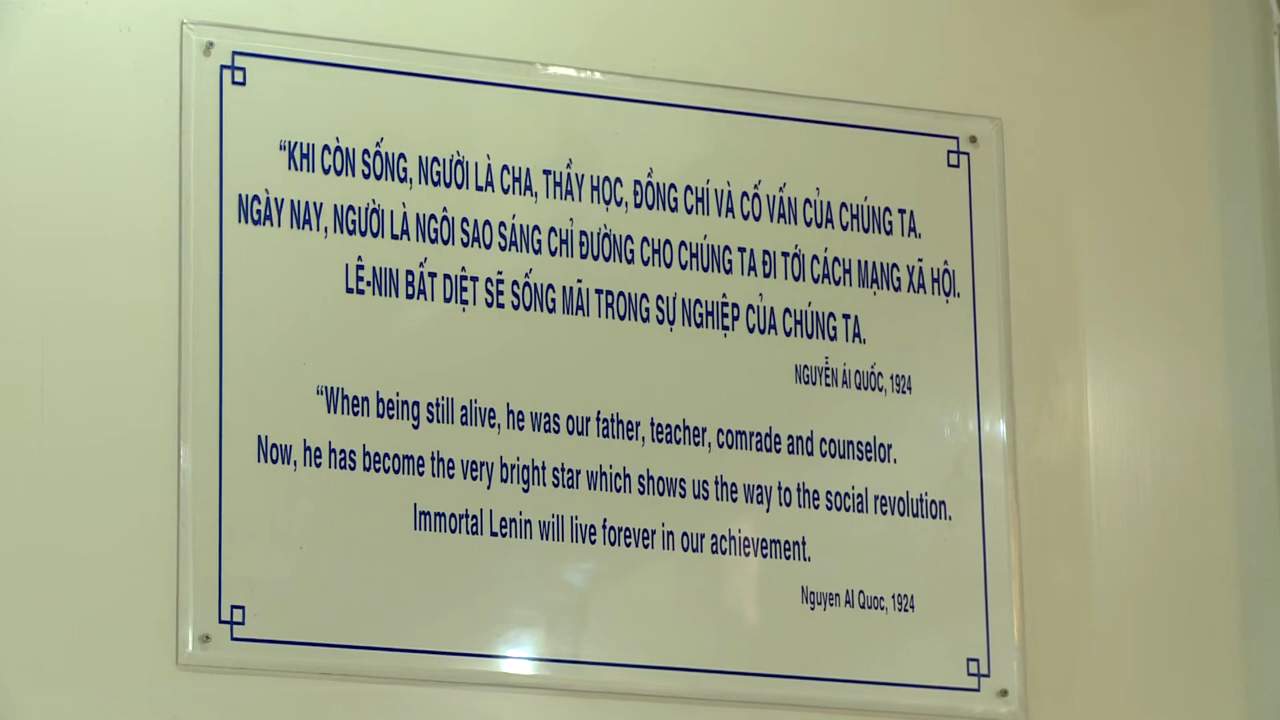 “KHI CÒN SỐNG, NGƯỜI LÀ CHA, THẦY HỌC, ĐỒNG CHÍ VÀ CỐ VẤN CỦA CHÚNG TA.
NGÀY NAY, NGƯỜI LÀ NGÔI SAO SÁNG CHỈ ĐƯỜNG CHO CHÚNG TA ĐI TỚI CÁCH MẠNG XÃ HỘI.
LÊ-NIN BẤT DIỆT SẼ SỐNG MÃI TRONG SỰ NGHIỆP CỦA CHÚNG TA.
NGUYỄN ÁI QUỐC, 1924
“When being still alive, he was our father, teacher, comrade and counselor.
Now, he has become the very bright star which shows us the way to the social revolution.
Immortal Lenin will live forever in our achievement.
Nguyen AI Quoc, 1924